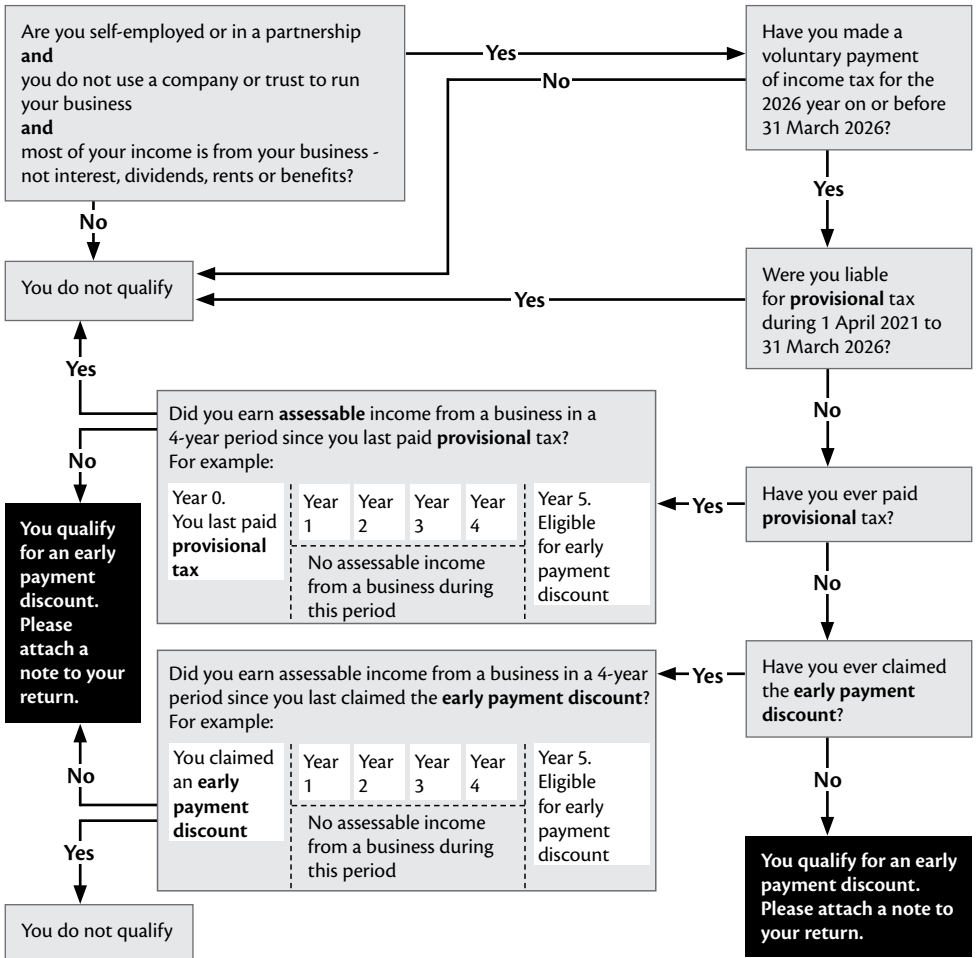 Are you self-employed or in a partnership
and
you do not use a company or trust to run
your business
and
most of your income is from your business -
not interest, dividends, rents or benefits?
Yes
No
Have you made a
voluntary payment
of income tax for the
2026 year on or before
31 March 2026?
No
Yes
You do not qualify
Yes
Were you liable
for provisional tax
during 1 April 2021 to
31 March 2026?
Yes
No
No
Did you earn assessable income from a business in a
4-year period since you last paid provisional tax?
For example:
Year 0.
You last paid
provisional
tax
Year
1
Year
2
Year
3
Year
4
No assessable income
from a business during
this period
Year 5.
Eligible
for early
payment
discount
Yes
Have you ever paid
provisional tax?
No
You qualify
for an early
payment
discount.
Please
attach a
note to your
return.
Did you earn assessable income from a business in a 4-year
period since you last claimed the early payment discount?
For example:
You claimed
an early
payment
discount
Year
1
Year
2
Year
3
Year
4
No assessable income
from a business during
this period
Year 5.
Eligible
for early
payment
discount
Yes
Have you ever claimed
the early payment
discount?
No
Yes
No
You do not qualify
You qualify for an early
payment discount.
Please attach a note to
your return.